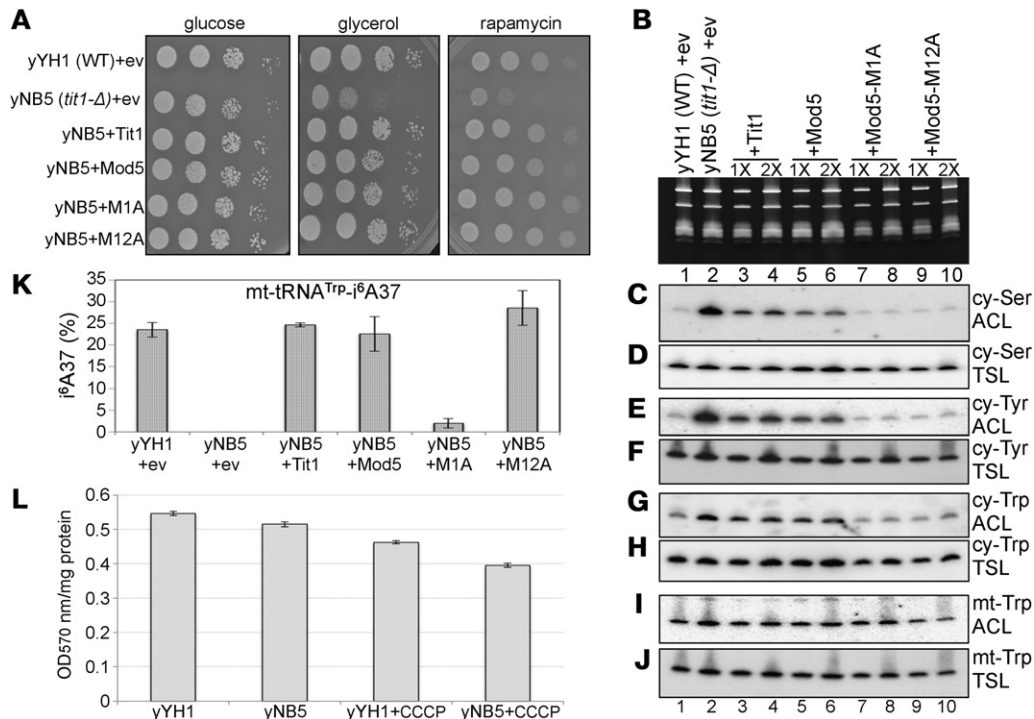 A
glucose
glycerol
rapamycin
yYH1 (WT)+ev
yNB5 (tit1-Δ)+ev
yNB5+Tit1
yNB5+Mod5
yNB5+M1A
yNB5+M12A
B
yYH1 (WT) +ev
yNB5 (tit1-Δ) +ev
+Tit1
+Mod5
+Mod5-M1A
+Mod5-M12A
1X 2X 1X 2X 1X 2X 1X 2X
1 2 3 4 5 6 7 8 9 10
C
cy-Ser
ACL
D
cy-Ser
TSL
E
cy-Tyr
ACL
F
cy-Tyr
TSL
G
cy-Trp
ACL
H
cy-Trp
TSL
I
mt-Trp
ACL
J
mt-Trp
TSL
1 2 3 4 5 6 7 8 9 10
K
mt-tRNATrp-i6A37
i6A37 (%)
35
30
25
20
15
10
5
0
yYH1 yNB5 yNB5 yNB5 yNB5 yNB5
+ev +ev +Tit1 +Mod5 +M1A +M12A
L
OD570 nm/mg protein
0.6
0.5
0.4
0.3
0.2
0.1
0
yYH1 yNB5 yYH1+CCCP yNB5+CCCP